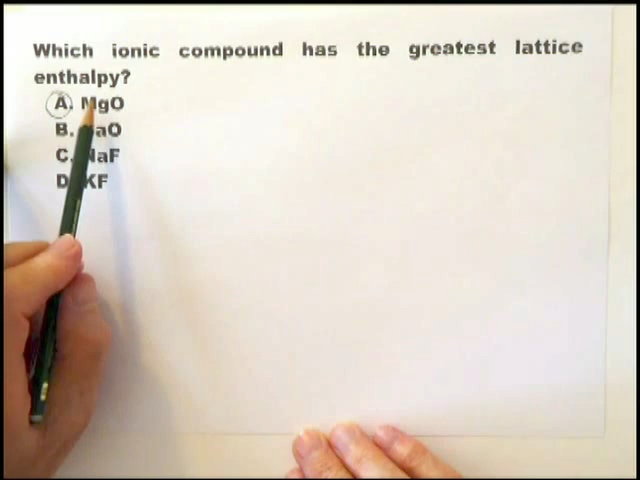 Which ionic compound has the greatest lattice
enthalpy?
A. MgO
B.
C. NaF
D. KF